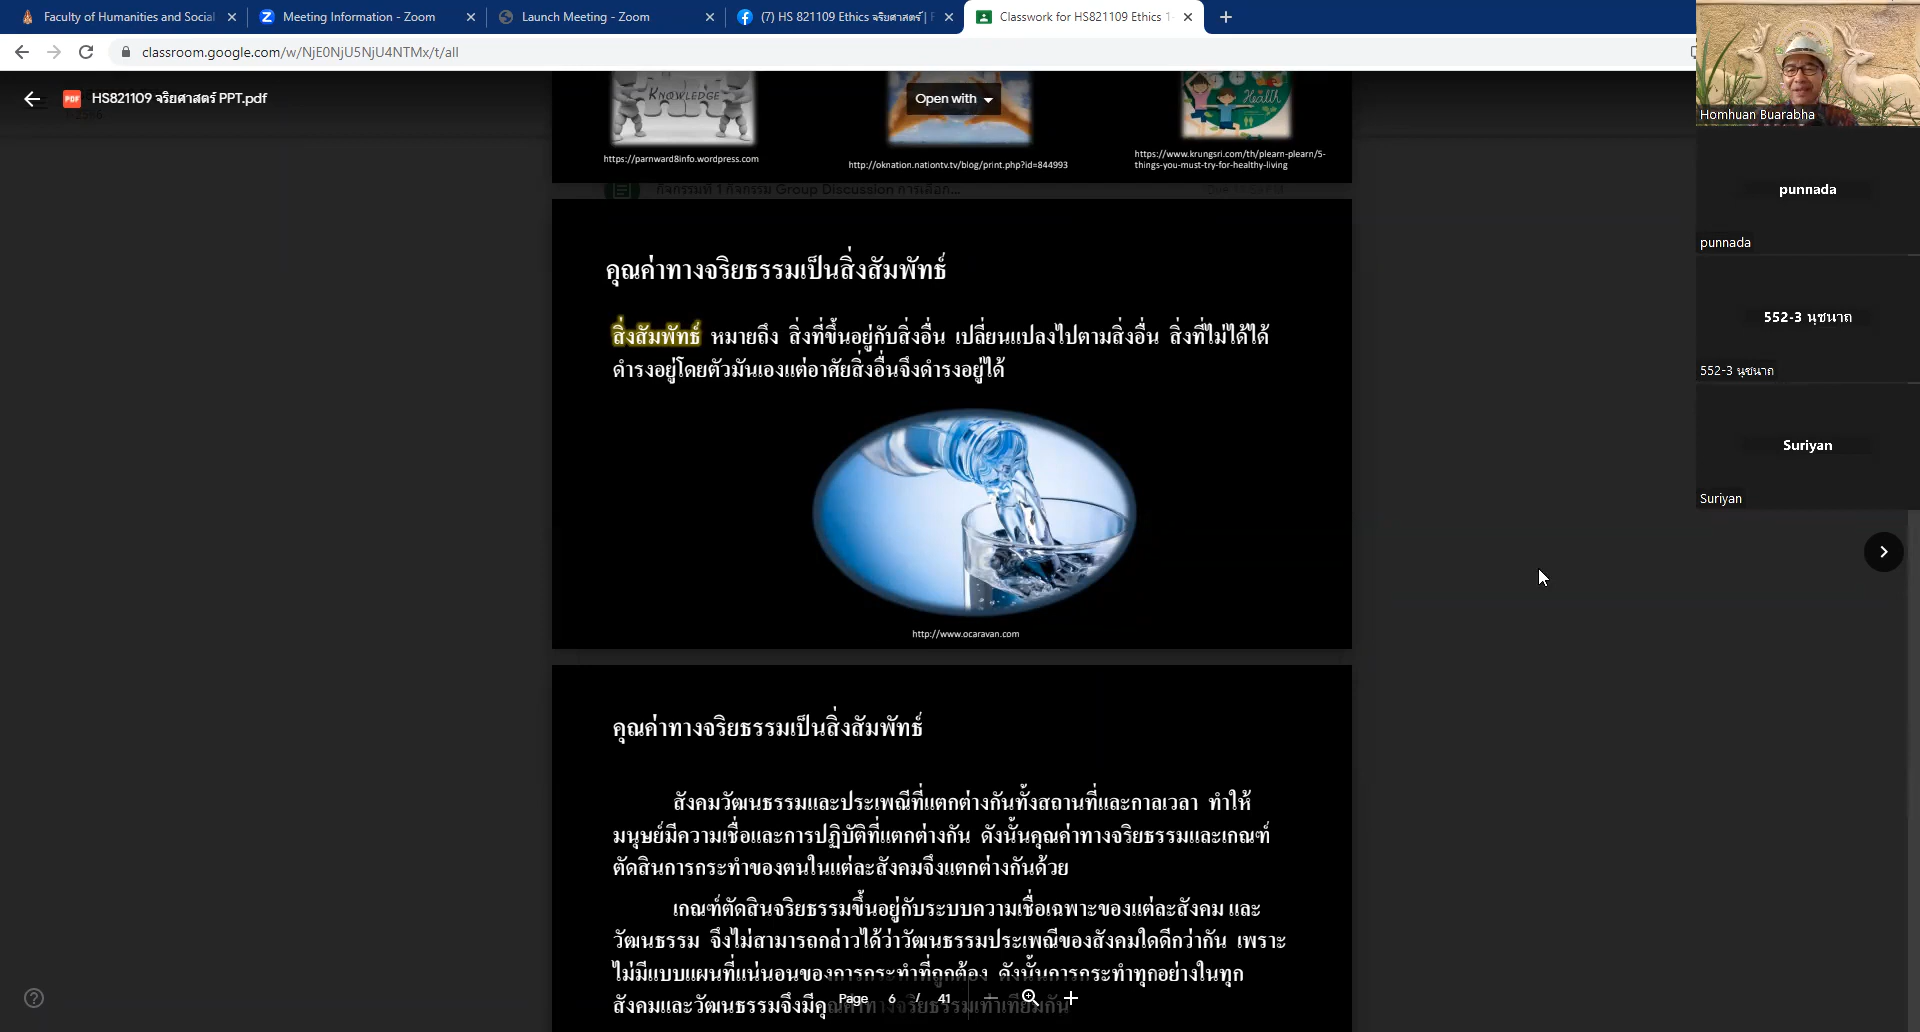 Faculty of Humanities and Social
Meeting Information - Zoom
Launch Meeting - Zoom
(7) HS 821109 Ethics จริยศาสตร์ | F
Classwork for HS821109 Ethics 1-
classroom.google.com/w/NjE0NjU5NjU4NTMx/t/all
PDF
HS821109 จริยศาสตร์ PPT.pdf
Open with
KNOWLEDGE
Health
https://parnward8info.wordpress.com
http://oknation.nationtv.tv/blog/print.php?id=844993
https://www.krungsri.com/th/plearn-plearn/5-
things-you-must-try-for-healthy-living
กิจกรรมที่ 1 กิจกรรม Group Discussion การเลือก...
คุณค่าทางจริยธรรมเป็นสิ่งสัมพัทธ์
สิ่งสัมพัทธ์ หมายถึง สิ่งที่ขึ้นอยู่กับสิ่งอื่น เปลี่ยนแปลงไปตามสิ่งอื่น สิ่งที่ไม่ได้ได้
ดำรงอยู่โดยตัวมันเองแต่อาศัยสิ่งอื่นจึงดำรงอยู่ได้
http://www.ocaravan.com
คุณค่าทางจริยธรรมเป็นสิ่งสัมพัทธ์
สังคมวัฒนธรรมและประเพณีที่แตกต่างกันทั้งสถานที่และกาลเวลา ทำให้
มนุษย์มีความเชื่อและการปฏิบัติที่แตกต่างกัน ดังนั้นคุณค่าทางจริยธรรมและเกณฑ์
ตัดสินการกระทำของตนในแต่ละสังคมจึงแตกต่างกันด้วย
เกณฑ์ตัดสินจริยธรรมขึ้นอยู่กับระบบความเชื่อเฉพาะของแต่ละสังคม และ
วัฒนธรรม จึงไม่สามารถกล่าวได้ว่าวัฒนธรรมประเพณีของสังคมใดดีกว่ากัน เพราะ
ไม่มีแบบแผนที่แน่นอนของการกระทำที่ถูกต้อง ดังนั้นการกระทำทุกอย่างในทุก
สังคมและวัฒนธรรมจึงมีคุณค่าทางจริยธรรมเท่าเทียมกัน
Page 6 / 41
Homhuan Buarabha
punnada
punnada
552-3 นุชนาถ
552-3 นุชนาถ
Suriyan
Suriyan